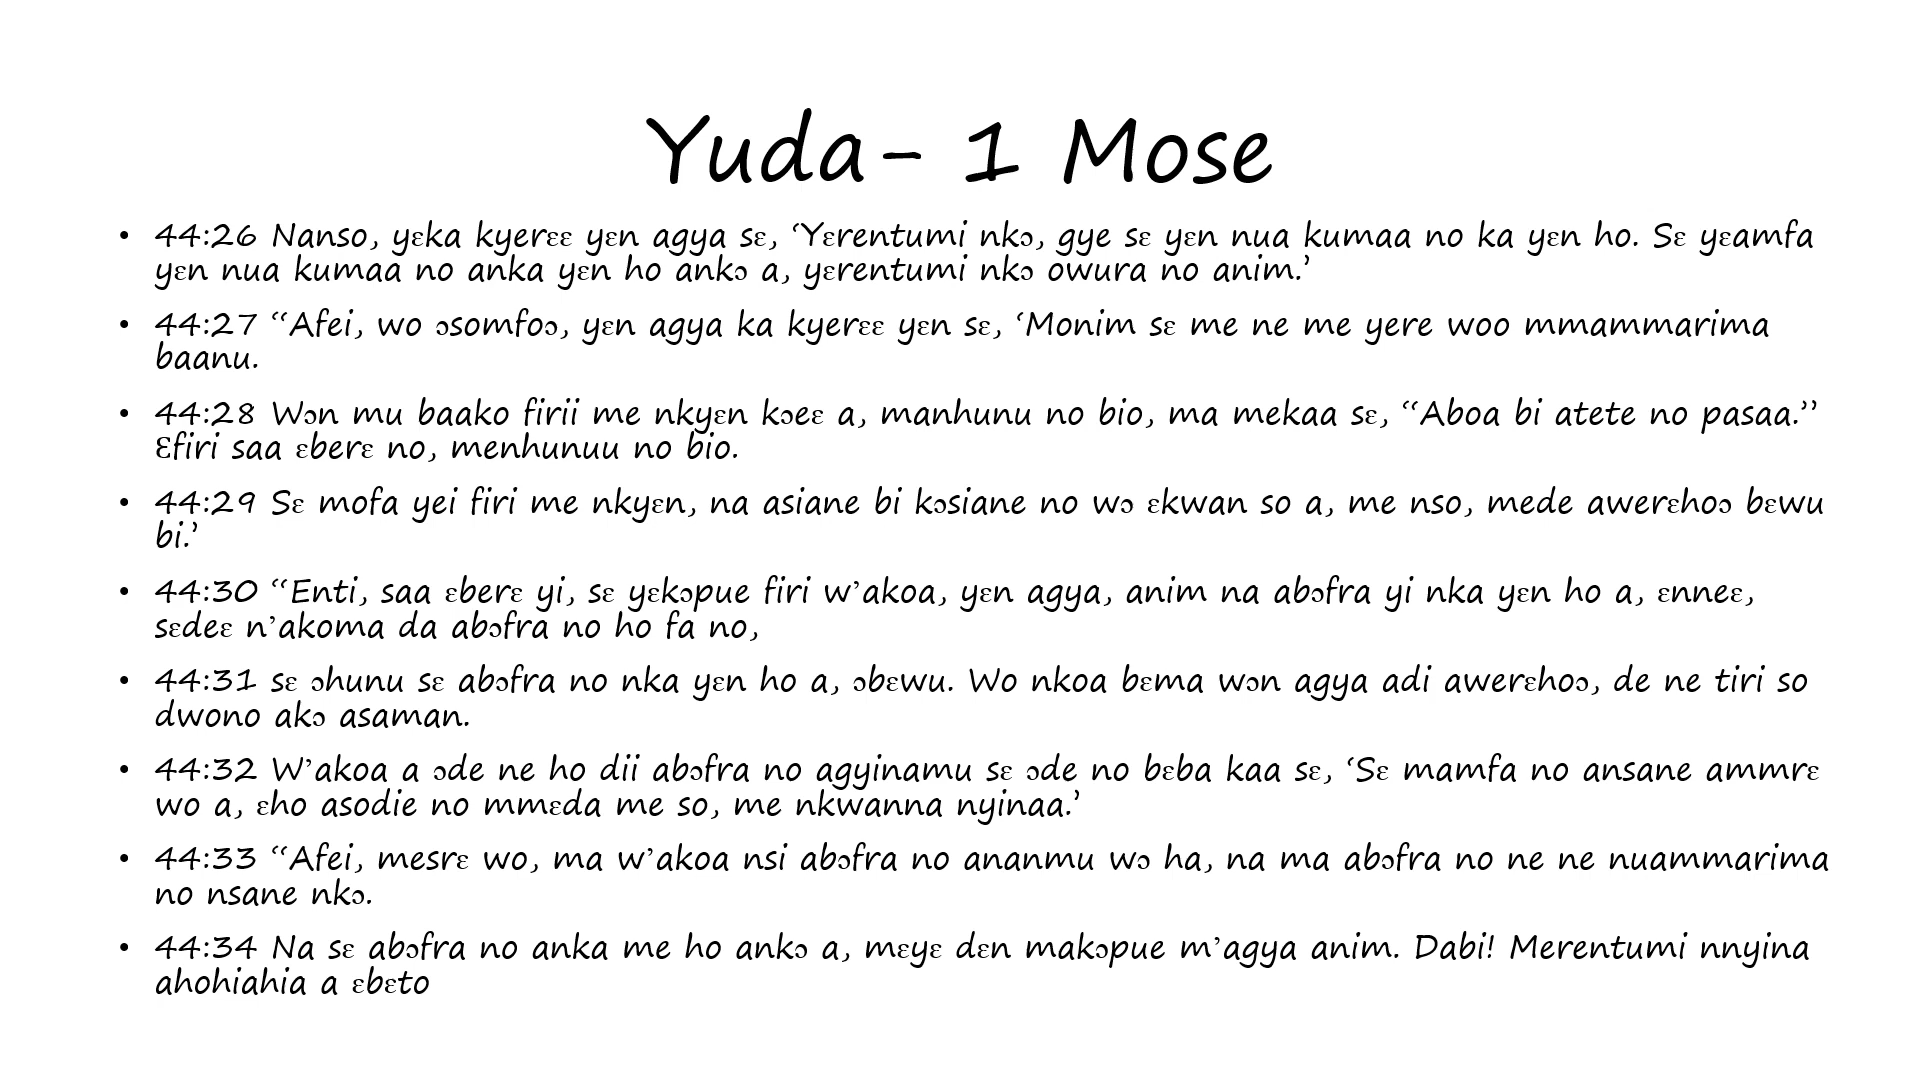 Yuda- 1 Mose
• 44:26 Nanso, yɛka kyerɛɛ yɛn agya sɛ, ‘Yɛrentumi nkɔ, gye sɛ yɛn nua kumaa no ka yɛn ho. Sɛ yɛamfa
yɛn nua kumaa no anka yɛn ho ankɔ a, yɛrentumi nkɔ owura no anim.’
• 44:27 “Afei, wo ɔsomfoɔ, yɛn agya ka kyerɛɛ yɛn sɛ, ‘Monim sɛ me ne me yere woo mmammarima
baanu.
• 44:28 Wɔn mu baako firii me nkyɛn kɔeɛ a, manhunu no bio, ma mekaa sɛ, “Aboa bi atete no pasaa.”
Ɛfiri saa ɛberɛ no, menhunuu no bio.
• 44:29 Sɛ mofa yei firi me nkyɛn, na asiane bi kɔsiane no wɔ ɛkwan so a, me nso, mede awerɛhoɔ bɛwu
bi.’
• 44:30 “Enti, saa ɛberɛ yi, sɛ yɛkɔpue firi w’akoa, yɛn agya, anim na abɔfra yi nka yɛn ho a, ɛnneɛ,
sɛdeɛ n’akoma da abɔfra no ho fa no,
• 44:31 sɛ ɔhunu sɛ abɔfra no nka yɛn ho a, ɔbɛwu. Wo nkoa bɛma wɔn agya adi awerɛhoɔ, de ne tiri so
dwono akɔ asaman.
• 44:32 W’akoa a ɔde ne ho dii abɔfra no agyinamu sɛ ɔde no bɛba kaa sɛ, ‘Sɛ mamfa no ansane ammrɛ
wo a, ɛho asodie no mmɛda me so, me nkwanna nyinaa.’
• 44:33 “Afei, mesrɛ wo, ma w’akoa nsi abɔfra no ananmu wɔ ha, na ma abɔfra no ne ne nuammarima
no nsane nkɔ.
• 44:34 Na sɛ abɔfra no anka me ho ankɔ a, mɛyɛ dɛn makɔpue m’agya anim. Dabi! Merentumi nnyina
ahohiahia a ɛbɛto